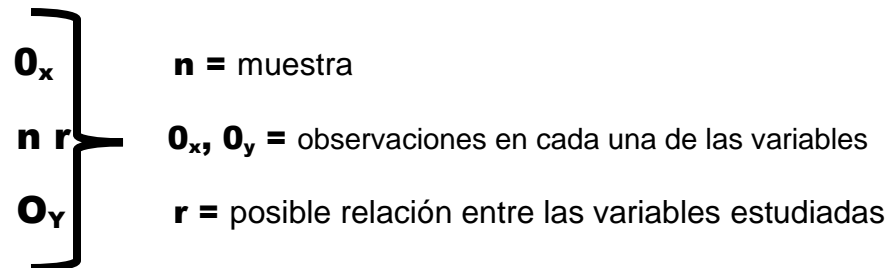 0x n = muestra
n r 0x, 0y = observaciones en cada una de las variables
OY r = posible relación entre las variables estudiadas